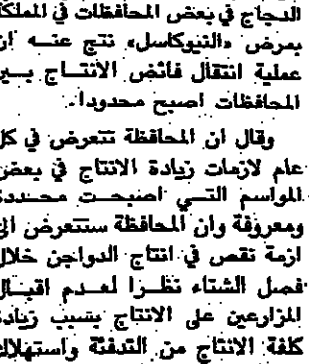 الدجاج في بعض المحافظات في المملكة
بمرض «النيوكاسل» نتج عنه ان
عملية انتقال فائض الانتاج بين
المحافظات اصبح محدودا.
وقال ان المحافظة تتعرض في كل
عام لازمات زيادة الانتاج في بعض
المواسم التي اصبحت محددة
ومعروفة وان المحافظة ستتعرض الى
ازمة نقص في انتاج الدواجن خلال
فصل الشتاء نظرا لعدم اقبال
المزارعين على الانتاج بسبب زيادة
كلفة الانتاج من التدفئة واستهلاك